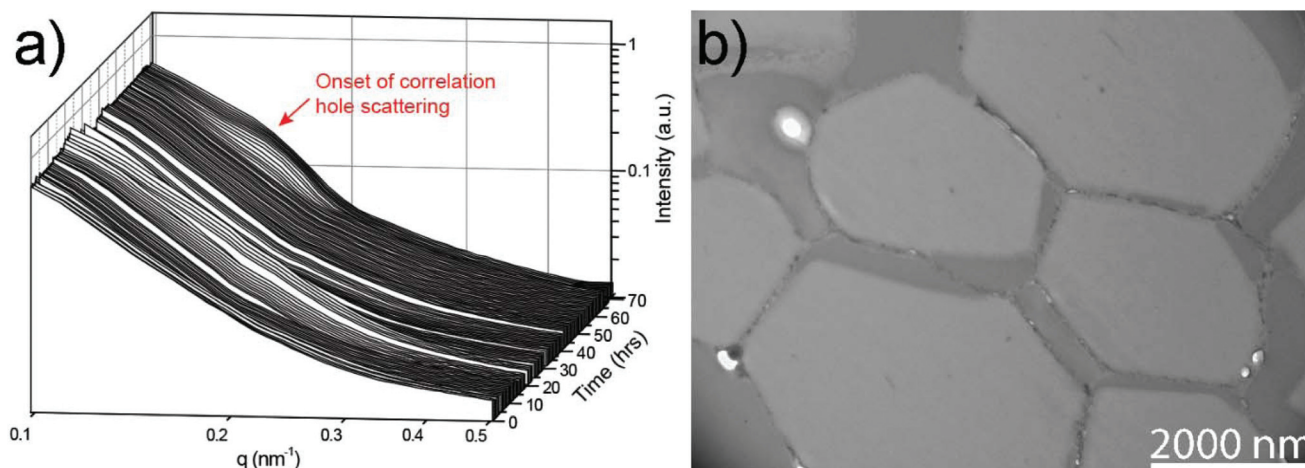 a)
Onset of correlation
hole scattering
1
0.1
Intensity (a.u.)
70
60
50
40
30
20
10
0
Time (hrs)
0.1
0.2
0.3
0.4
0.5
q (nm⁻¹)
b)
2000 nm